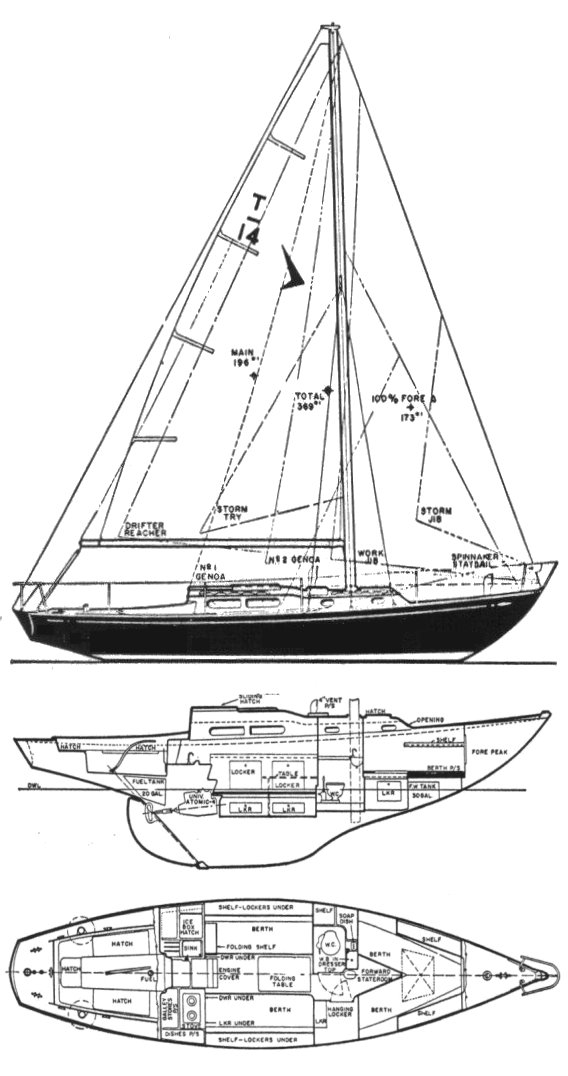 T
14
MAIN
196
TOTAL
369
100% FORE Δ
173
STORM
TRY
STORM
JIB
DRIFTER
REACHER
Nº 1
GENOA
Nº 2 GENOA
WORK
JIB
SPINNAKER
STAYSAIL
SLIDING
HATCH
4" VENT
P/S
HATCH
OPENING
HATCH
HATCH
SHELF
FORE PEAK
LOCKER
TABLE
LOCKER
BERTH P/S
DWL
FUEL TANK
20 GAL
UNIV.
ATOMIC-4
W.C.
LKR
F.W. TANK
30 GAL
LKR
LKR
SHELF-LOCKERS UNDER
SHELF
SOAP
DISH
ICE
BOX
HATCH
BERTH
SHELF
HATCH
SINK
FOLDING SHELF
W.C.
BERTH
DWR UNDER
W.B. IN
DRESSER
TOP
HATCH
FUEL
ENGINE
COVER
FOLDING
TABLE
FORWARD
STATEROOM
HATCH
GALLEY
STORES
P/S
DWR UNDER
BERTH
HANGING
LOCKER
BERTH
SHELF
STOVE
LKR UNDER
LKR
DISHES P/S
SHELF-LOCKERS UNDER